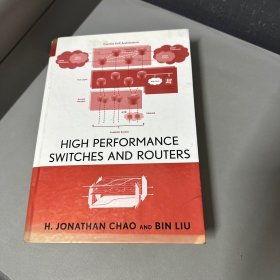 HIGH PERFORMANCE
SWITCHES AND ROUTERS
H. JONATHAN CHAO AND BIN LIU